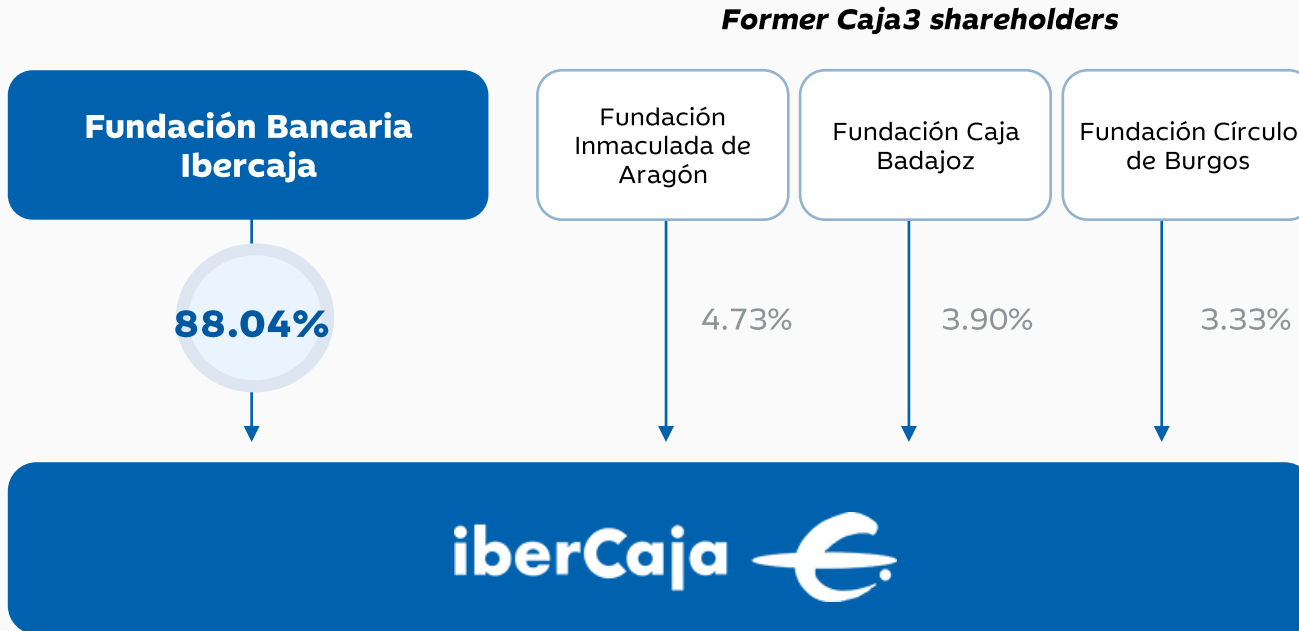 Former Caja3 shareholders
Fundación Bancaria
Ibercaja
Fundación
Inmaculada de
Aragón
Fundación Caja
Badajoz
Fundación Círculo
de Burgos
88.04%
4.73%
3.90%
3.33%
iberCaja